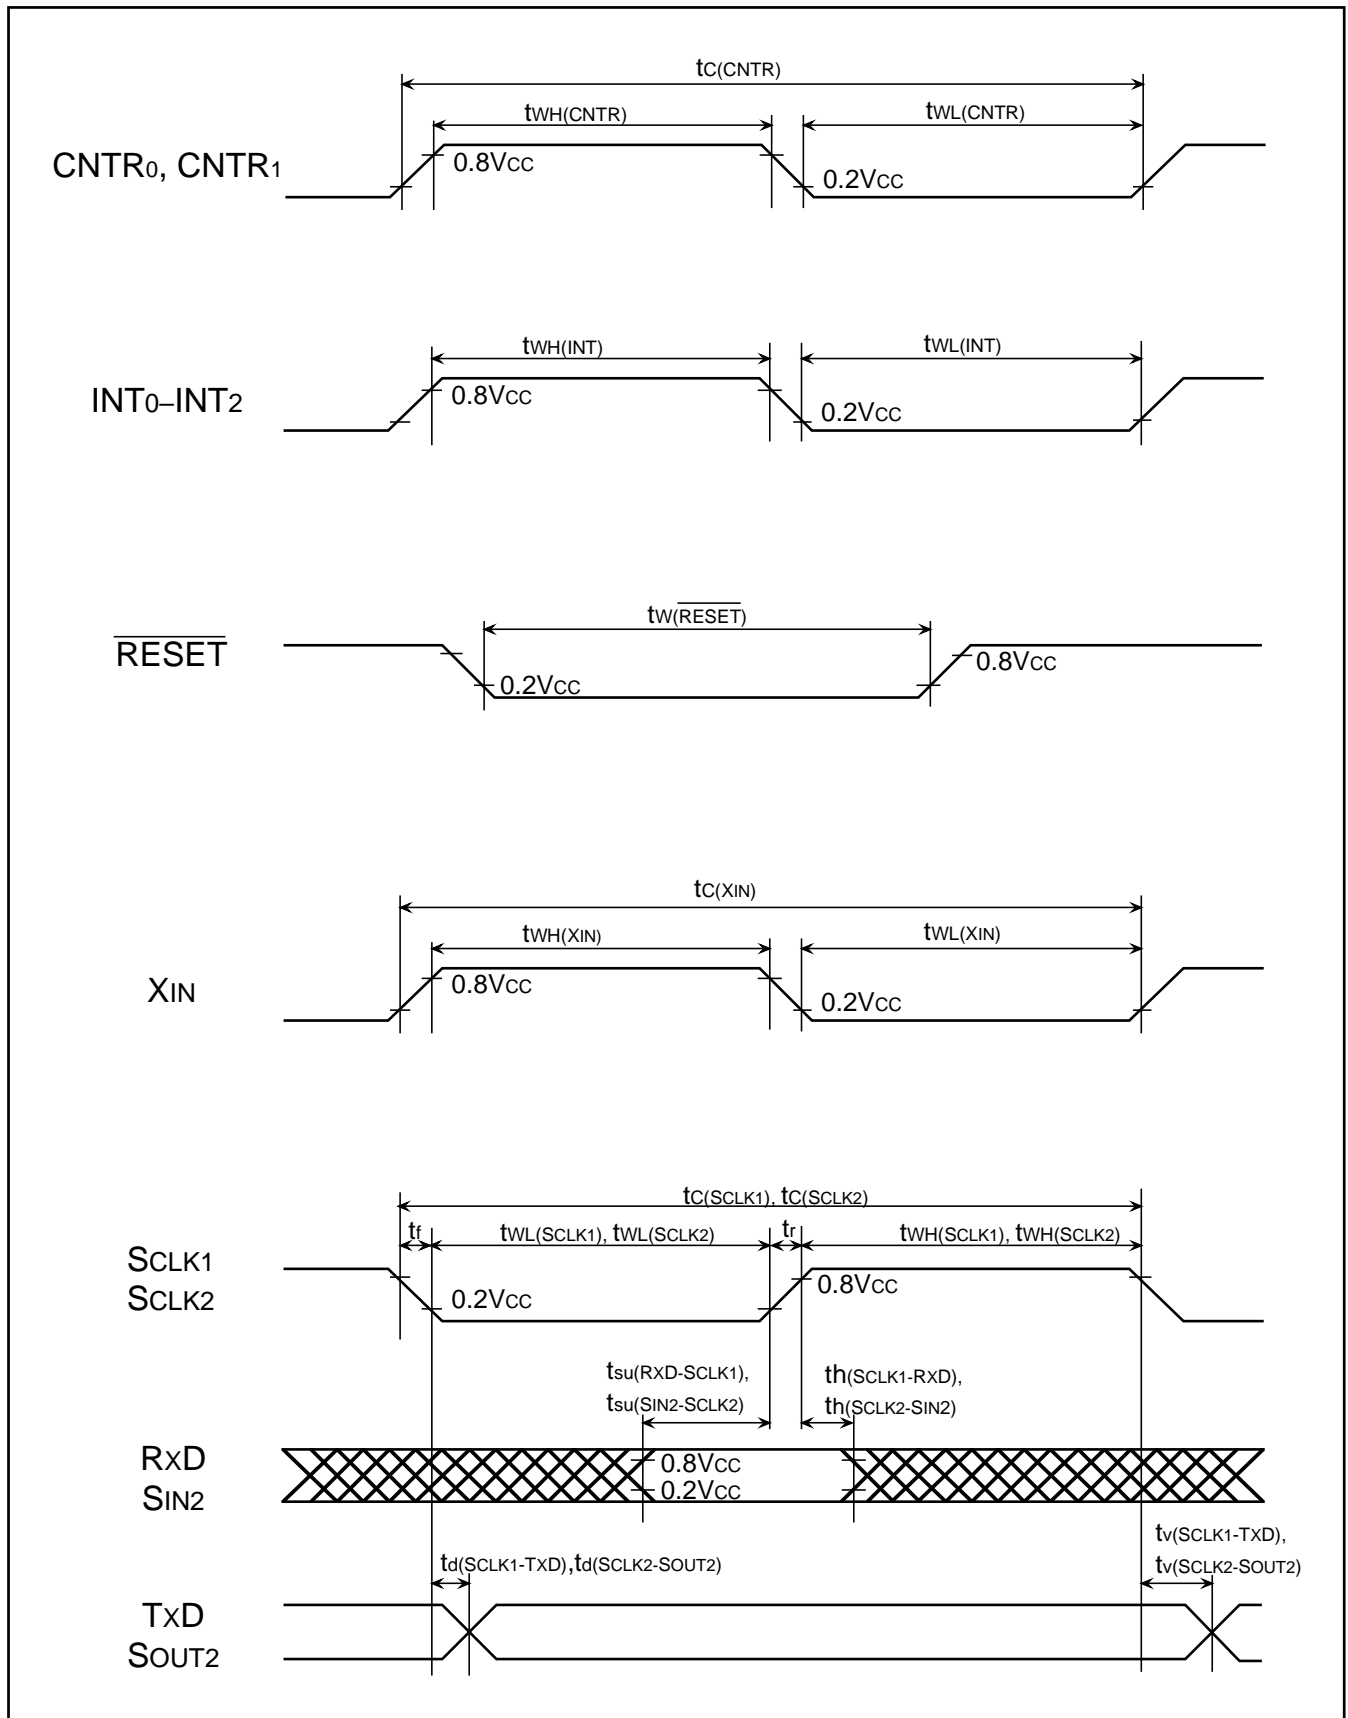 tC(CNTR)
tWH(CNTR)
tWL(CNTR)
CNTR0, CNTR1
0.8VCC
0.2VCC
tWH(INT)
tWL(INT)
INT0–INT2
0.8VCC
0.2VCC
tW(RESET)
RESET
0.2VCC
0.8VCC
tC(XIN)
tWH(XIN)
tWL(XIN)
XIN
0.8VCC
0.2VCC
tC(SCLK1), tC(SCLK2)
tf
tWL(SCLK1), tWL(SCLK2)
tr
tWH(SCLK1), tWH(SCLK2)
SCLK1
SCLK2
0.2VCC
0.8VCC
tsu(RXD-SCLK1),
tsu(SIN2-SCLK2)
th(SCLK1-RXD),
th(SCLK2-SIN2)
RXD
SIN2
0.8VCC
0.2VCC
td(SCLK1-TXD),td(SCLK2-SOUT2)
tv(SCLK1-TXD),
tv(SCLK2-SOUT2)
TXD
SOUT2